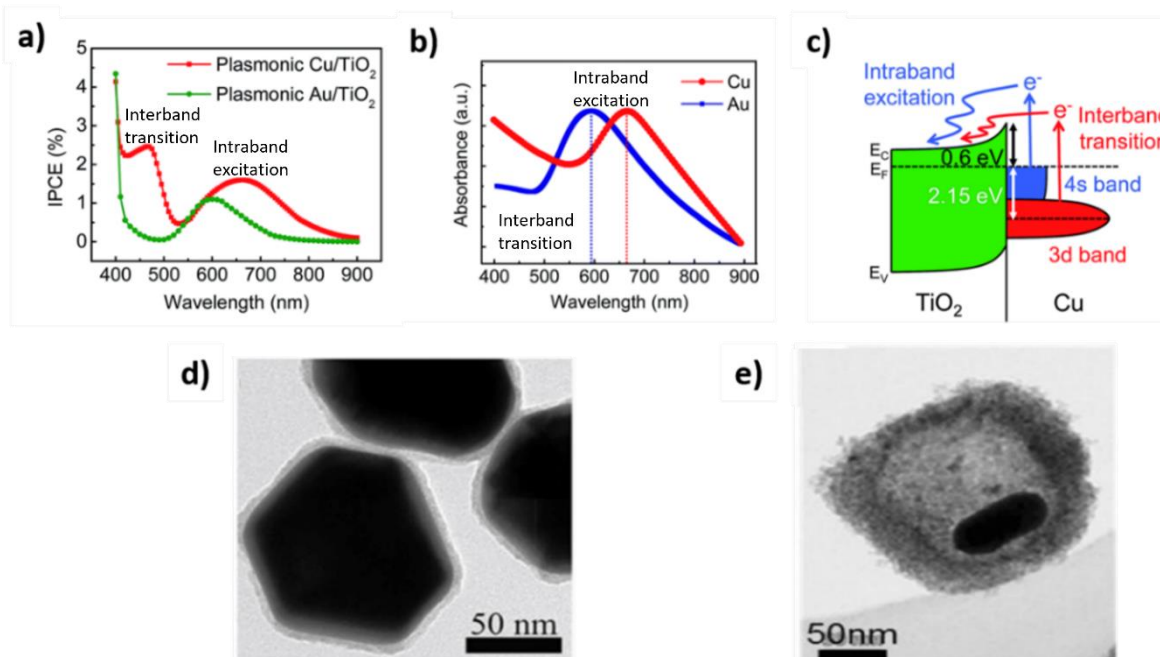 a)
5
4
3
2
1
0
IPCE (%)
Plasmonic Cu/TiO₂
Plasmonic Au/TiO₂
Interband
transition
Intraband
excitation
400 500 600 700 800 900
Wavelength (nm)
b)
Absorbance (a.u.)
Intraband
excitation
Cu
Au
Interband
transition
400 500 600 700 800 900
Wavelength (nm)
c)
Intraband
excitation
e⁻
e⁻
Interband
transition
E_C
E_F
0.6 eV
2.15 eV
4s band
3d band
E_V
TiO₂
Cu
d)
50 nm
e)
50nm